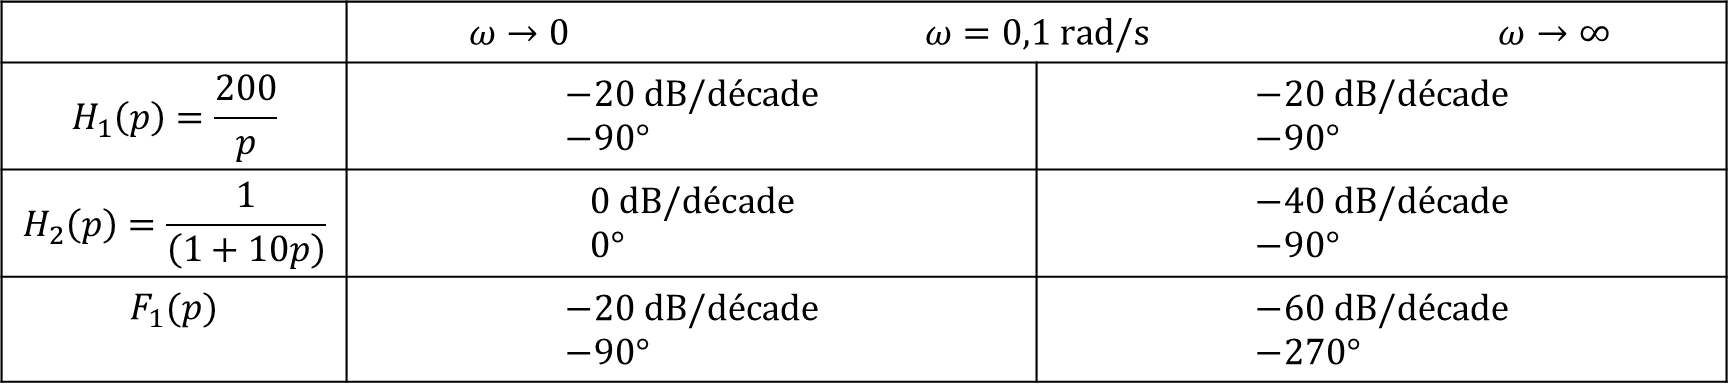 ω → 0 ω = 0,1 rad/s ω → ∞
H₁(p) = 200/p −20 dB/décade −20 dB/décade
−90° −90°
H₂(p) = 1/(1 + 10p) 0 dB/décade −40 dB/décade
0° −90°
F₁(p) −20 dB/décade −60 dB/décade
−90° −270°